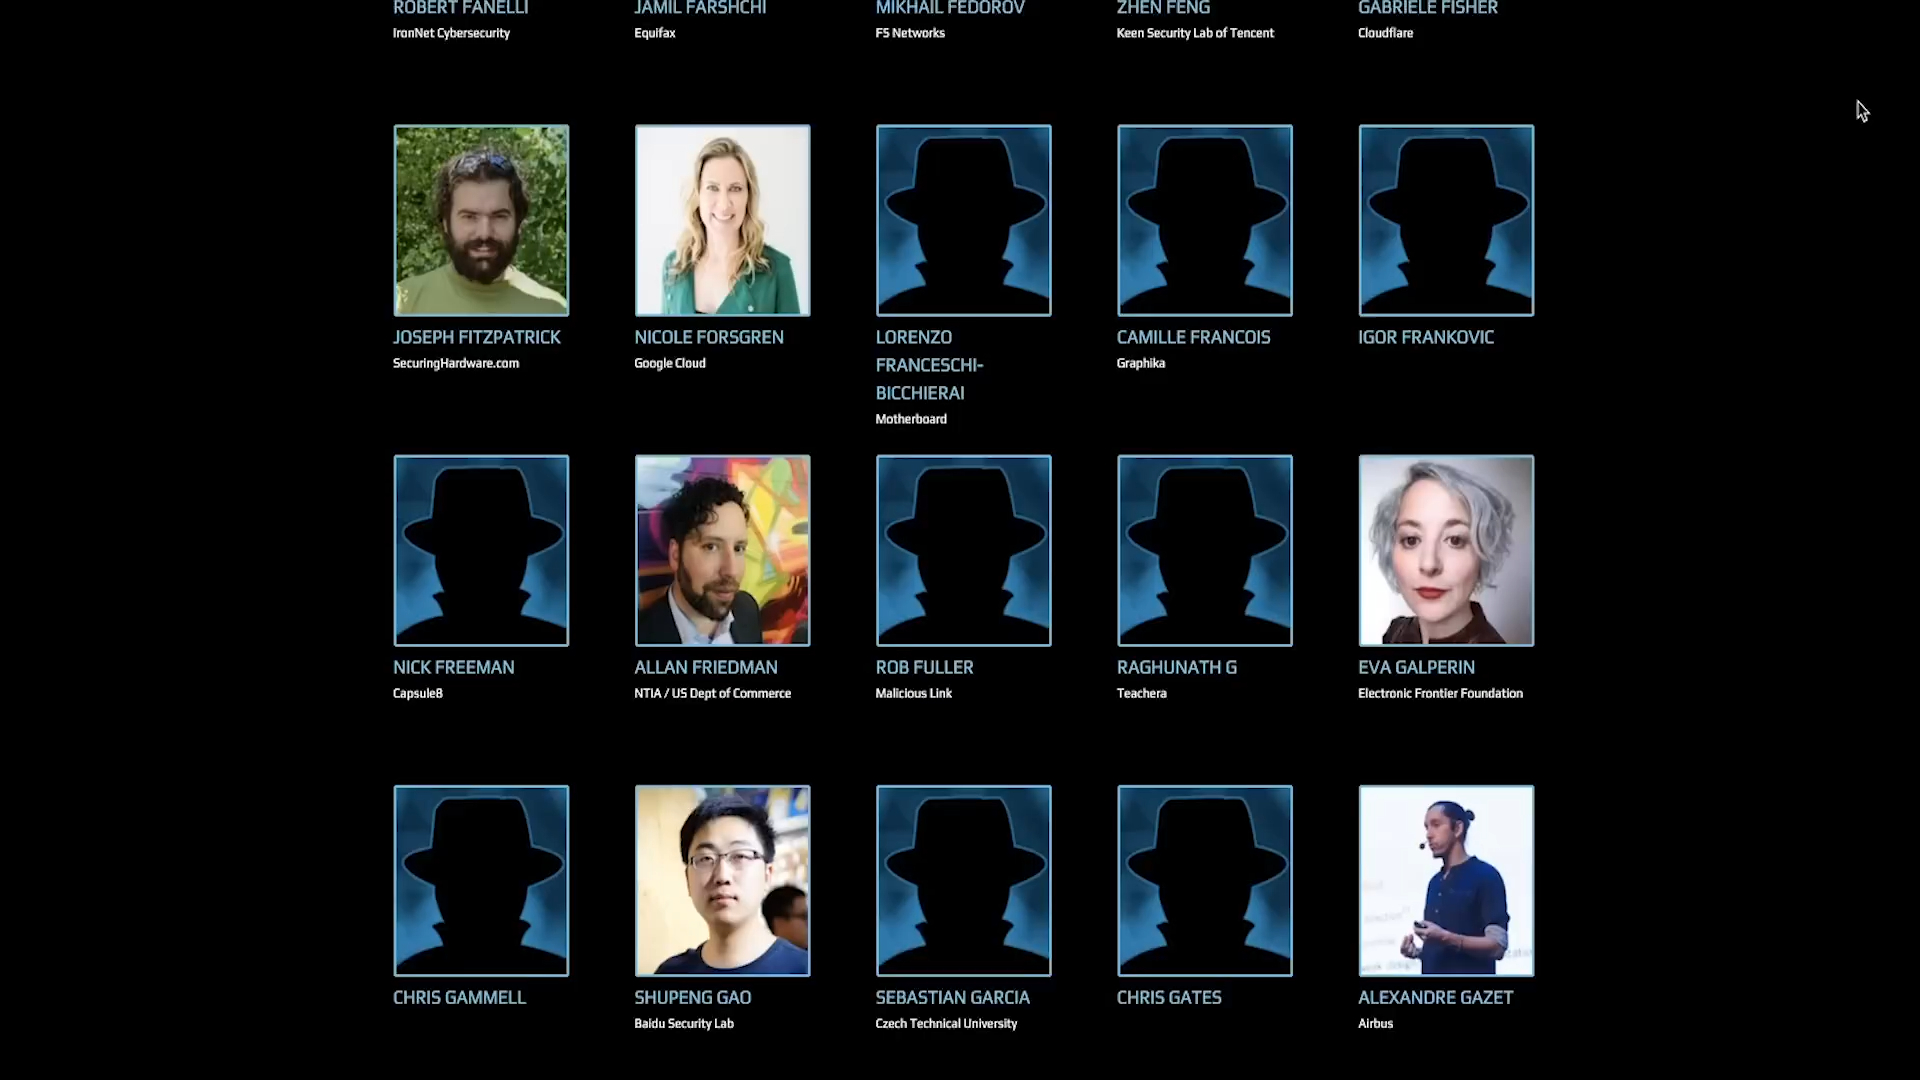 ROBERT FANELLI
IronNet Cybersecurity
JAMIL FARSHCHI
Equifax
MIKHAIL FEDOROV
F5 Networks
ZHEN FENG
Keen Security Lab of Tencent
GABRIELE FISHER
Cloudflare
JOSEPH FITZPATRICK
SecuringHardware.com
NICOLE FORSGREN
Google Cloud
LORENZO
FRANCESCHI-
BICCHIERAI
Motherboard
CAMILLE FRANCOIS
Graphika
IGOR FRANKOVIC
NICK FREEMAN
Capsule8
ALLAN FRIEDMAN
NTIA / US Dept of Commerce
ROB FULLER
Malicious Link
RAGHUNATH G
Teachera
EVA GALPERIN
Electronic Frontier Foundation
CHRIS GAMMELL
SHUPENG GAO
Baidu Security Lab
SEBASTIAN GARCIA
Czech Technical University
CHRIS GATES
ALEXANDRE GAZET
Airbus